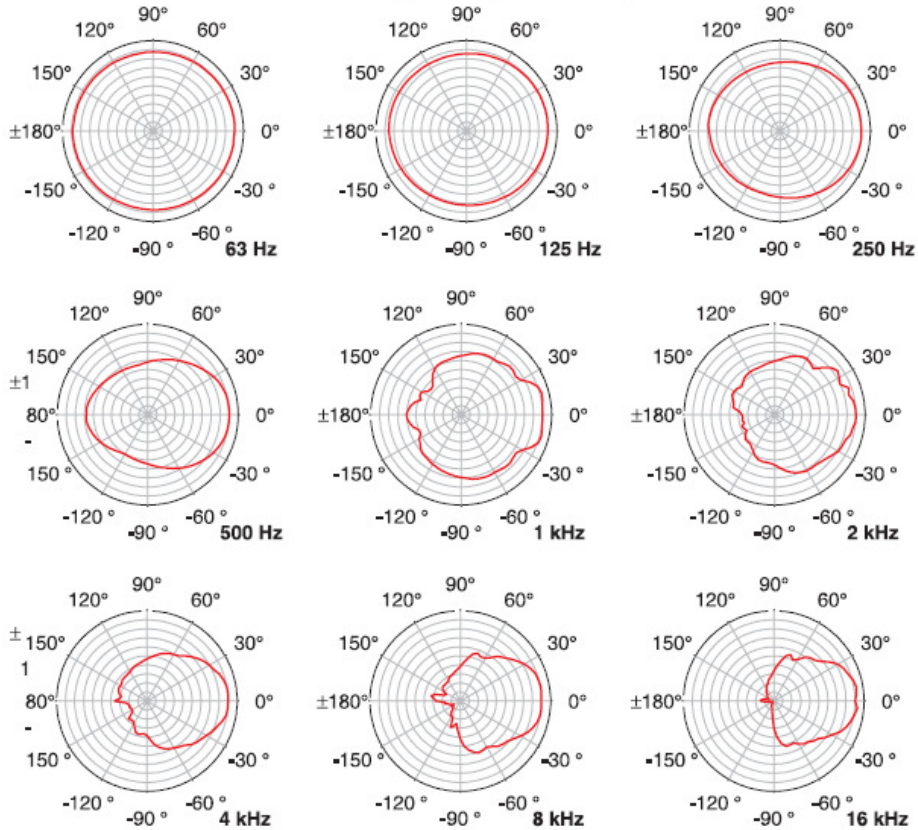 90° 90° 90°
120° 60° 120° 60° 120° 60°
150° 30° 150° 30° 150° 30°
±180° 0° ±180° 0° ±180° 0°
-150 ° -30 ° -150 ° -30 ° -150 ° -30 °
-120 ° -60 ° -120 ° -60 ° -120 ° -60 °
-90 ° 63 Hz -90 ° 125 Hz -90 ° 250 Hz
90° 90° 90°
120° 60° 120° 60° 120° 60°
150° 30° 150° 30° 150° 30°
±1
80° 0° ±180° 0° ±180° 0°
-
150 ° -30 ° -150 ° -30 ° -150 ° -30 °
-120 ° -60 ° -120 ° -60 ° -120 ° -60 °
-90 ° 500 Hz -90 ° 1 kHz -90 ° 2 kHz
90° 90° 90°
120° 60° 120° 60° 120° 60°
±
150° 30° 150° 30° 150° 30°
1
80° 0° ±180° 0° ±180° 0°
-
150 ° -30 ° -150 ° -30 ° -150 ° -30 °
-120 ° -60 ° -120 ° -60 ° -120 ° -60 °
-90 ° 4 kHz -90 ° 8 kHz -90 ° 16 kHz